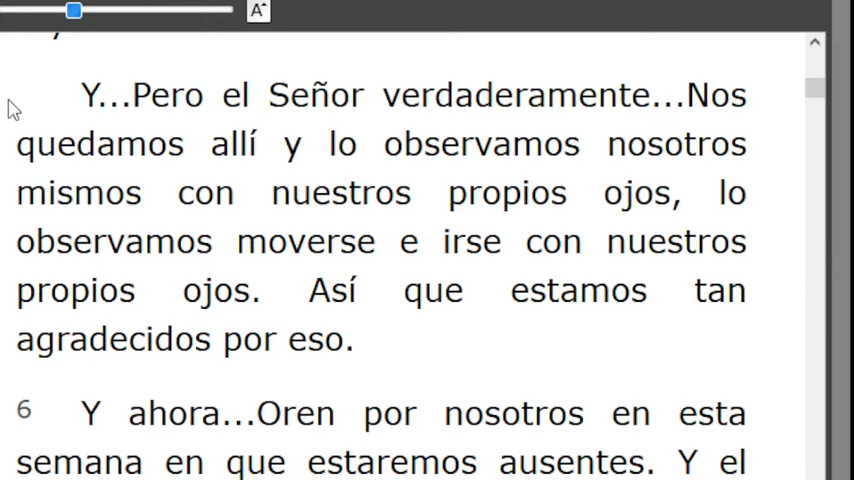 Y...Pero el Señor verdaderamente...Nos
quedamos allí y lo observamos nosotros
mismos con nuestros propios ojos, lo
observamos moverse e irse con nuestros
propios ojos. Así que estamos tan
agradecidos por eso.
6 Y ahora...Oren por nosotros en esta
semana en que estaremos ausentes. Y el